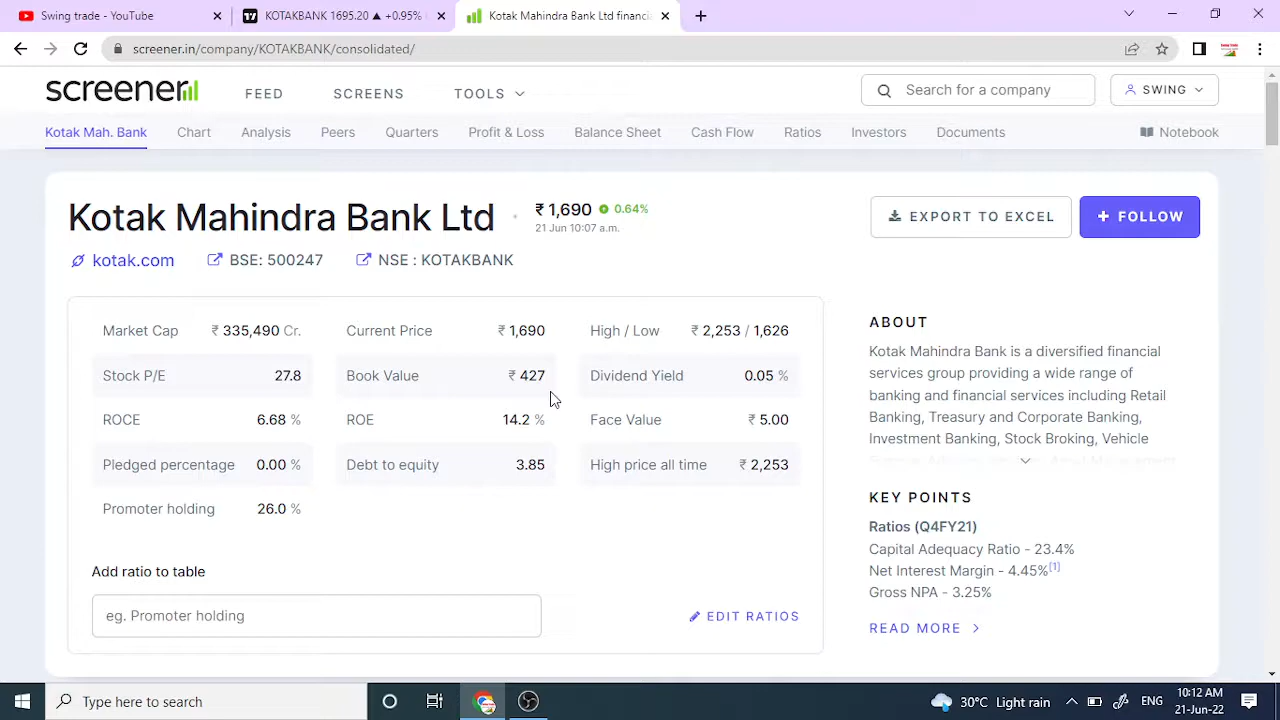 Swing trade - YouTube
KOTAKBANK 1695.20 ▲ +0.95%
Kotak Mahindra Bank Ltd financi
screener.in/company/KOTAKBANK/consolidated/
screener
FEED
SCREENS
TOOLS
Search for a company
SWING
Kotak Mah. Bank
Chart
Analysis
Peers
Quarters
Profit & Loss
Balance Sheet
Cash Flow
Ratios
Investors
Documents
Notebook
Kotak Mahindra Bank Ltd
₹ 1,690 0.64%
21 Jun 10:07 a.m.
EXPORT TO EXCEL
+ FOLLOW
kotak.com
BSE: 500247
NSE : KOTAKBANK
Market Cap ₹ 335,490 Cr.
Current Price ₹ 1,690
High / Low ₹ 2,253 / 1,626
Stock P/E 27.8
Book Value ₹ 427
Dividend Yield 0.05 %
ROCE 6.68 %
ROE 14.2 %
Face Value ₹ 5.00
Pledged percentage 0.00 %
Debt to equity 3.85
High price all time ₹ 2,253
Promoter holding 26.0 %
Add ratio to table
eg. Promoter holding
EDIT RATIOS
ABOUT
Kotak Mahindra Bank is a diversified financial
services group providing a wide range of
banking and financial services including Retail
Banking, Treasury and Corporate Banking,
Investment Banking, Stock Broking, Vehicle
KEY POINTS
Ratios (Q4FY21)
Capital Adequacy Ratio - 23.4%
Net Interest Margin - 4.45%[1]
Gross NPA - 3.25%
READ MORE
Type here to search
30°C Light rain
ENG
10:12 AM
21-Jun-22